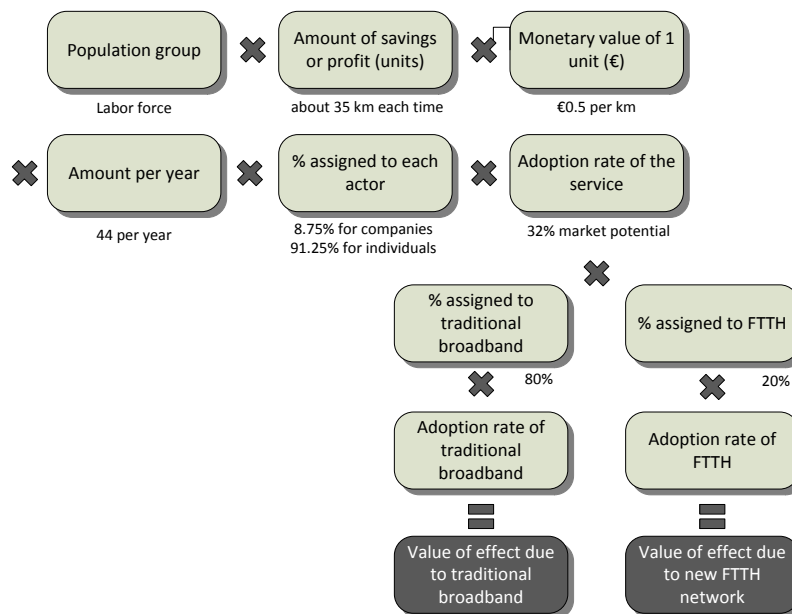 Population group
Amount of savings
or profit (units)
Monetary value of 1
unit (€)
Labor force
about 35 km each time
€0.5 per km
Amount per year
% assigned to each
actor
Adoption rate of the
service
44 per year
8.75% for companies
91.25% for individuals
32% market potential
% assigned to
traditional
broadband
% assigned to FTTH
80%
20%
Adoption rate of
traditional
broadband
Adoption rate of
FTTH
Value of effect due
to traditional
broadband
Value of effect due
to new FTTH
network